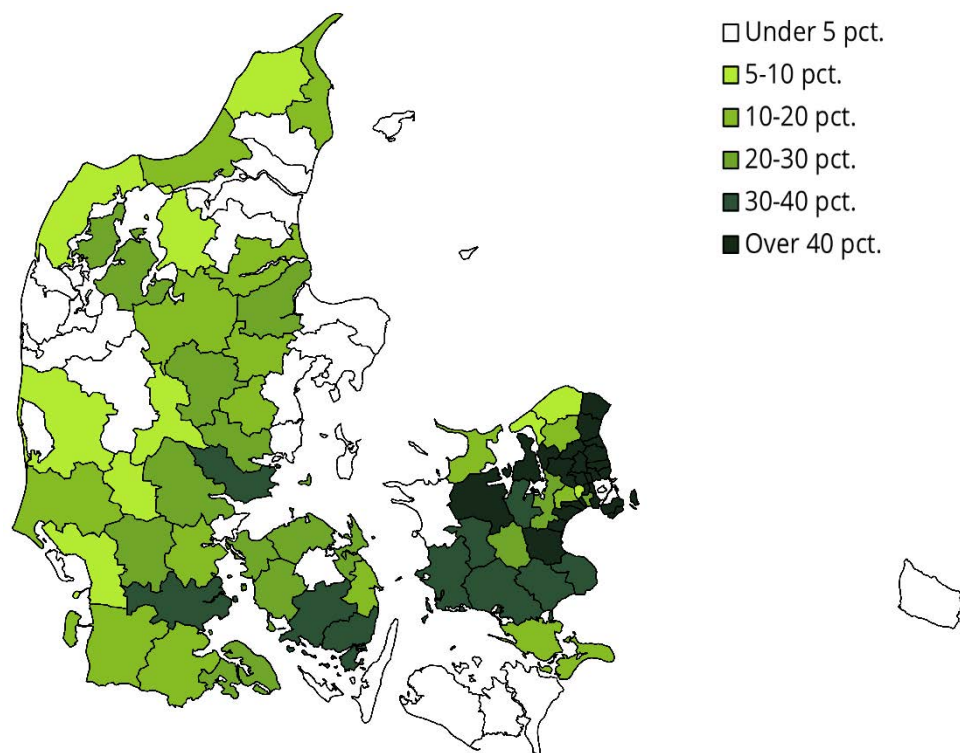 Under 5 pct.
5-10 pct.
10-20 pct.
20-30 pct.
30-40 pct.
Over 40 pct.